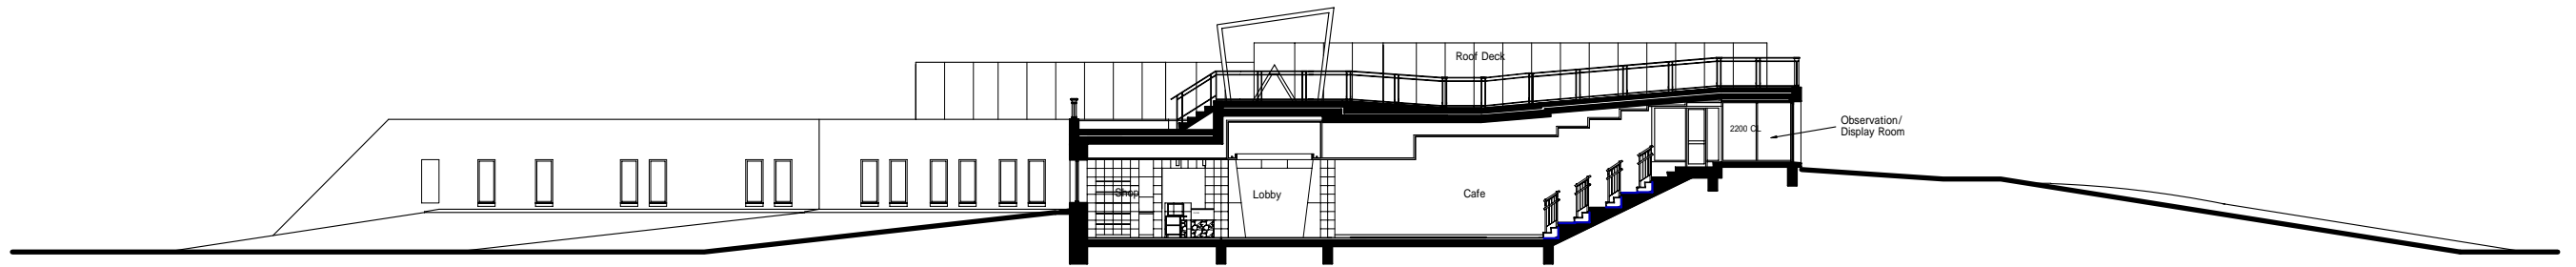 Roof Deck
2200 CL
Observation/
Display Room
Shop
Lobby
Cafe